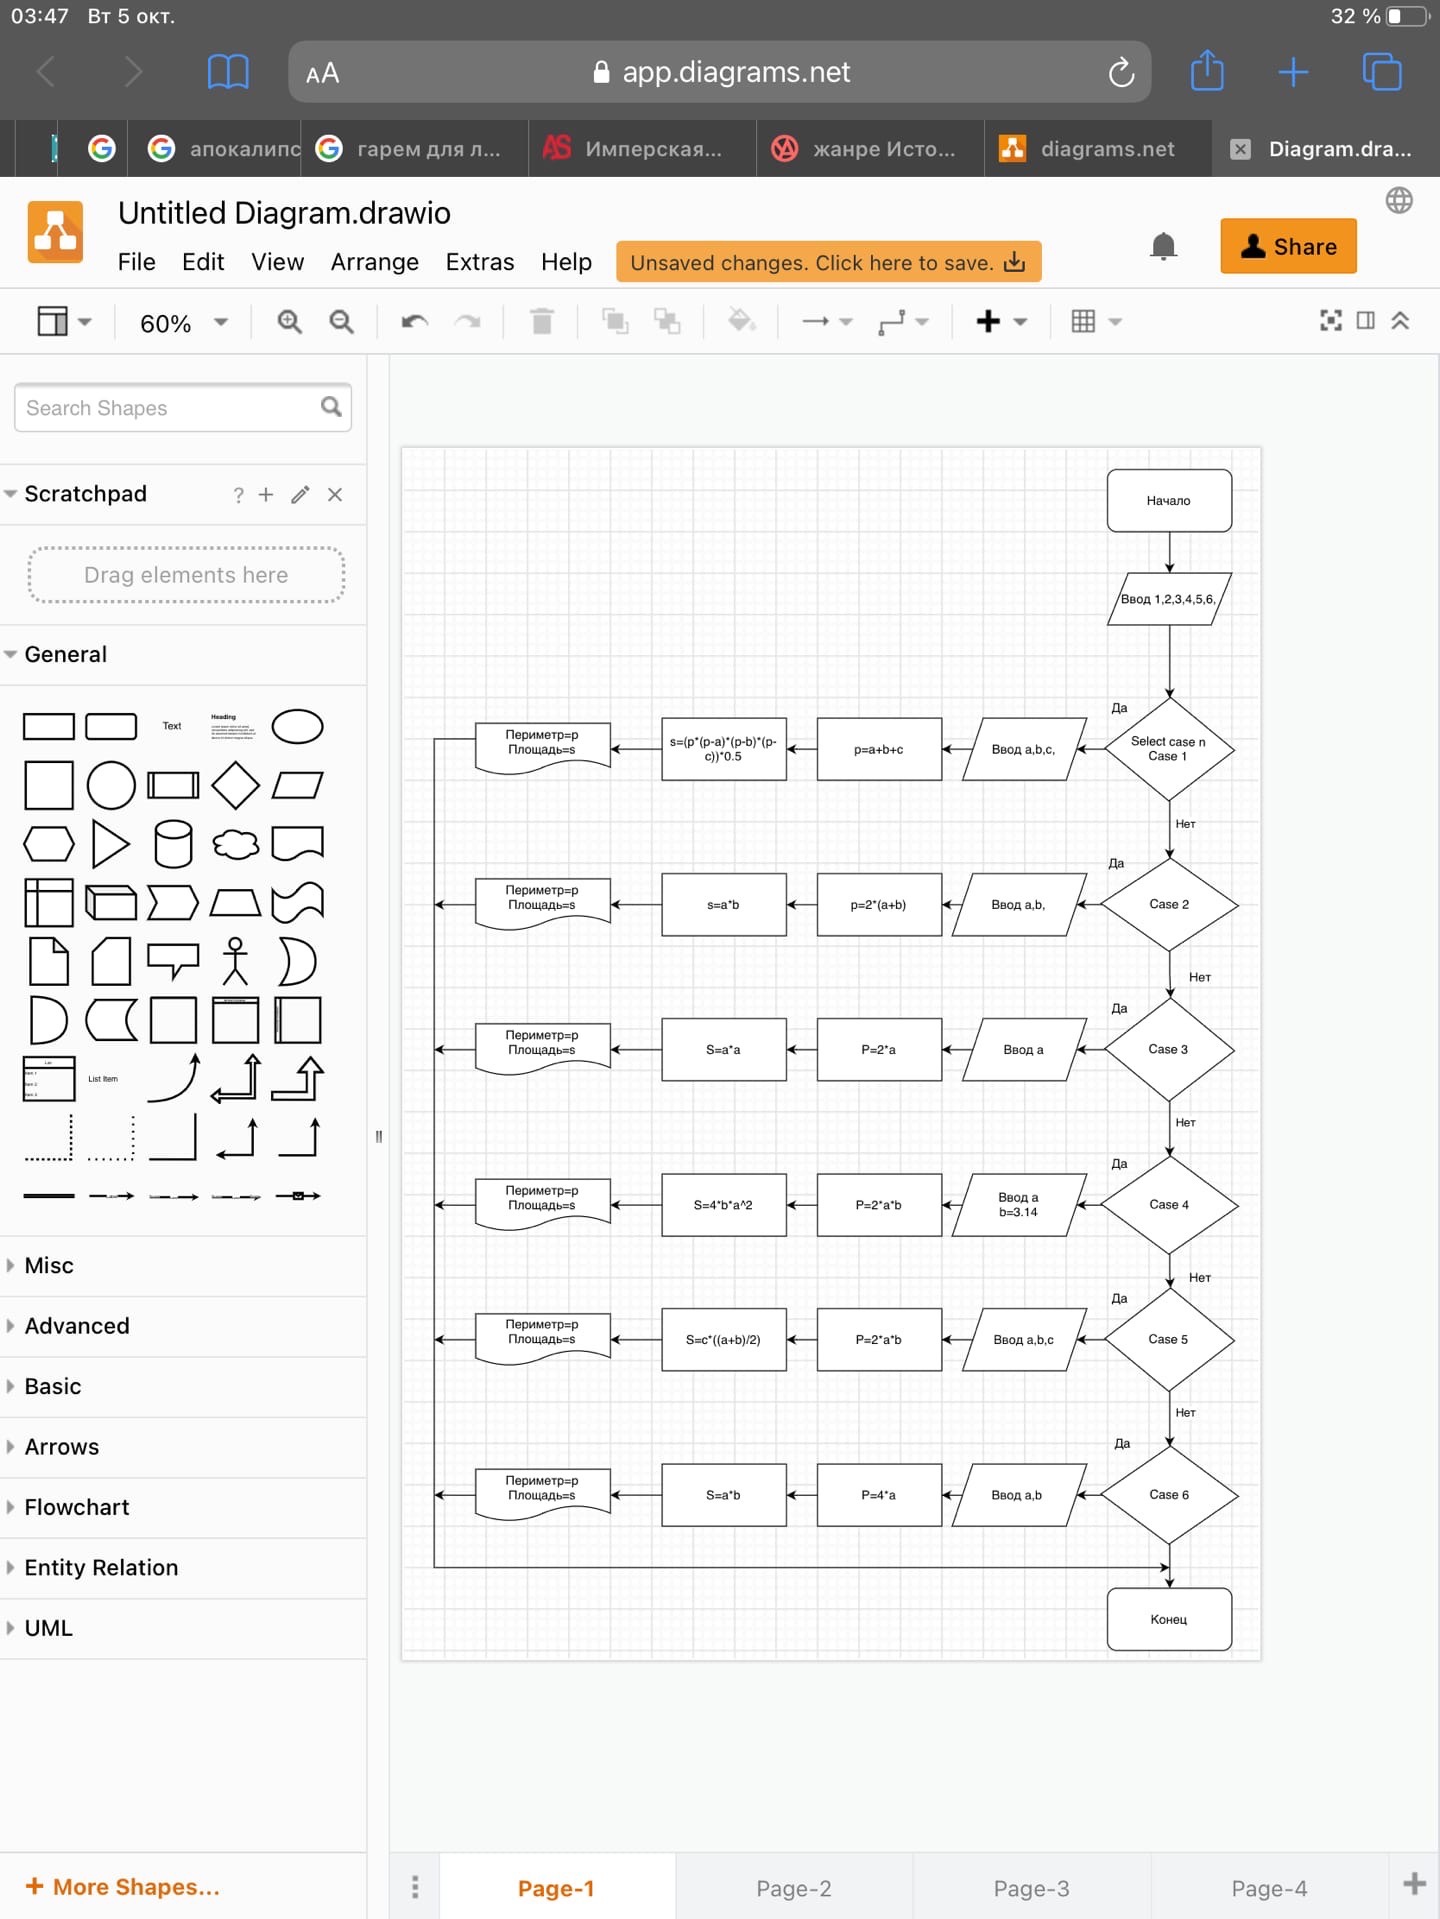 03:47 Вт 5 окт.
32 %
AA
app.diagrams.net
апокалипс
гарем для л...
Имперская...
жанре Исто...
diagrams.net
Diagram.dra...
Untitled Diagram.drawio
File Edit View Arrange Extras Help
Unsaved changes. Click here to save.
Share
60%
Search Shapes
Scratchpad
?
Drag elements here
General
Text
Heading
List Item
Misc
Advanced
Basic
Arrows
Flowchart
Entity Relation
UML
+ More Shapes...
Начало
Ввод 1,2,3,4,5,6,
Да
Select case n
Case 1
Ввод a,b,c,
p=a+b+c
s=(p*(p-a)*(p-b)*(p-
c))*0.5
Периметр=p
Площадь=s
Нет
Да
Case 2
Ввод a,b,
p=2*(a+b)
s=a*b
Периметр=p
Площадь=s
Нет
Да
Case 3
Ввод a
P=2*a
S=a*a
Периметр=p
Площадь=s
Нет
Да
Case 4
Ввод a
b=3.14
P=2*a*b
S=4*b*a^2
Периметр=p
Площадь=s
Нет
Да
Case 5
Ввод a,b,c
P=2*a*b
S=c*((a+b)/2)
Периметр=p
Площадь=s
Нет
Да
Case 6
Ввод a,b
P=4*a
S=a*b
Периметр=p
Площадь=s
Конец
Page-1
Page-2
Page-3
Page-4